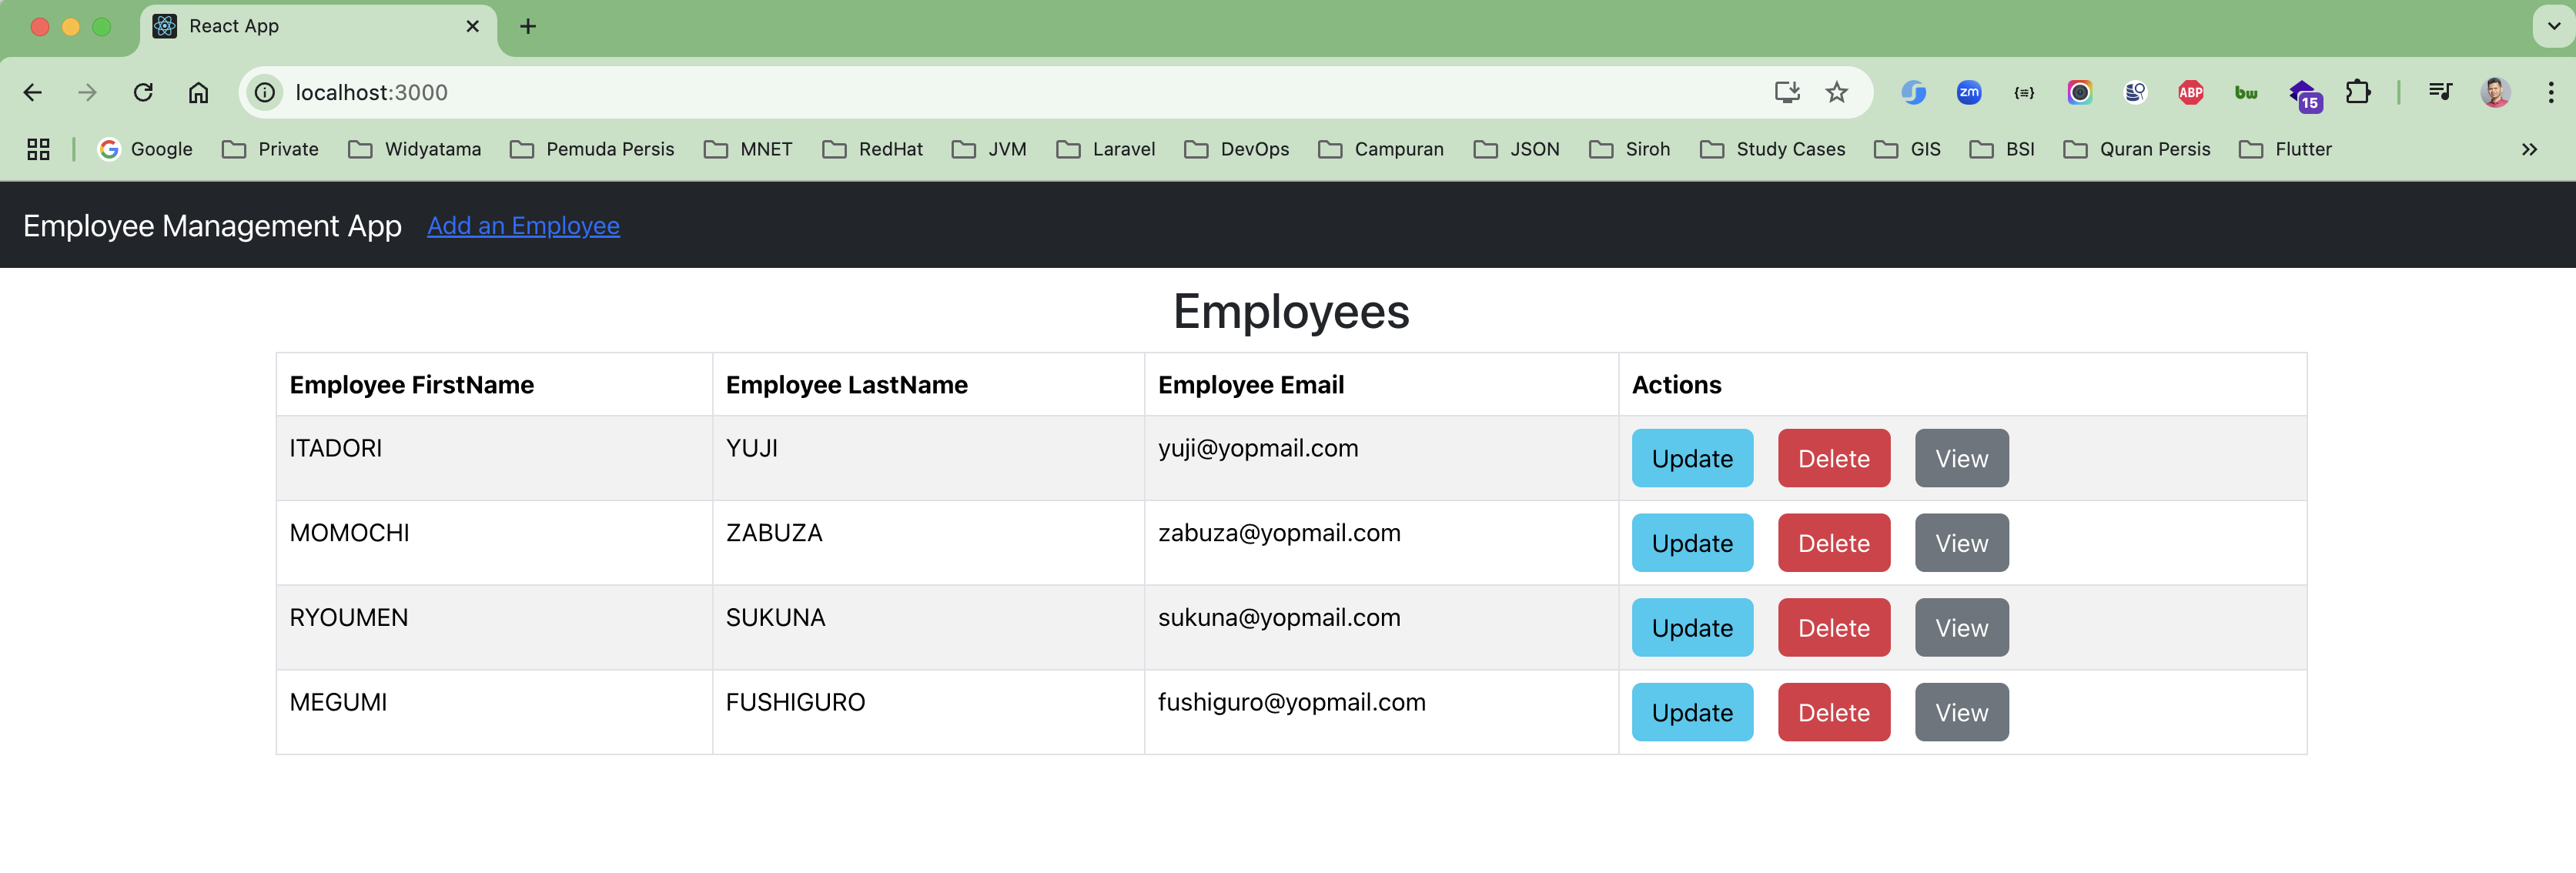 React App
localhost:3000
zm {≡} ABP bw 15
Google Private Widyatama Pemuda Persis MNET RedHat JVM Laravel DevOps Campuran JSON Siroh Study Cases GIS BSI Quran Persis Flutter
Employee Management App Add an Employee
Employees
Employee FirstName Employee LastName Employee Email Actions
ITADORI YUJI yuji@yopmail.com Update Delete View
MOMOCHI ZABUZA zabuza@yopmail.com Update Delete View
RYOUMEN SUKUNA sukuna@yopmail.com Update Delete View
MEGUMI FUSHIGURO fushiguro@yopmail.com Update Delete View